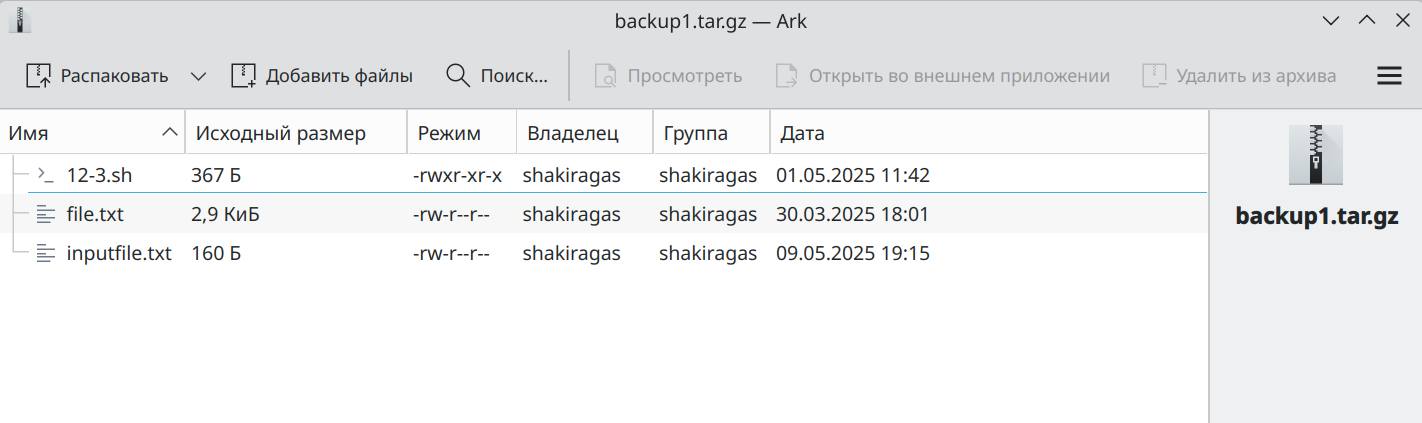 backup1.tar.gz — Ark
Распаковать Добавить файлы Поиск... Просмотреть Открыть во внешнем приложении Удалить из архива
Имя Исходный размер Режим Владелец Группа Дата
12-3.sh 367 Б -rwxr-xr-x shakiragas shakiragas 01.05.2025 11:42
file.txt 2,9 КиБ -rw-r--r-- shakiragas shakiragas 30.03.2025 18:01
inputfile.txt 160 Б -rw-r--r-- shakiragas shakiragas 09.05.2025 19:15
backup1.tar.gz